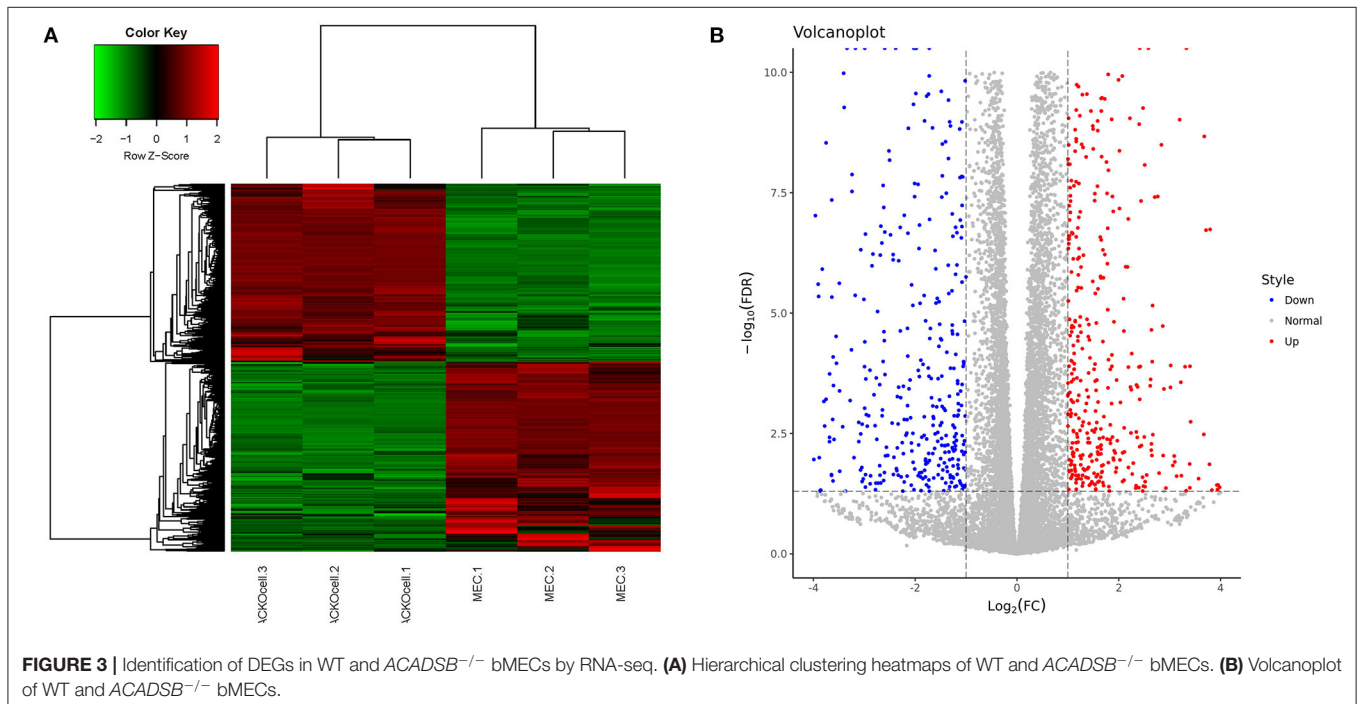 A
Color Key
−2 −1 0 1 2
Row Z−Score
ACKOcell.3
ACKOcell.2
ACKOcell.1
MEC.1
MEC.2
MEC.3
B
Volcanoplot
10.0
7.5
5.0
2.5
0.0
− log10(FDR)
-4 -2 0 2 4
Log2(FC)
Style
Down
Normal
Up
FIGURE 3 | Identification of DEGs in WT and ACADSB−/− bMECs by RNA-seq. (A) Hierarchical clustering heatmaps of WT and ACADSB−/− bMECs. (B) Volcanoplot
of WT and ACADSB−/− bMECs.